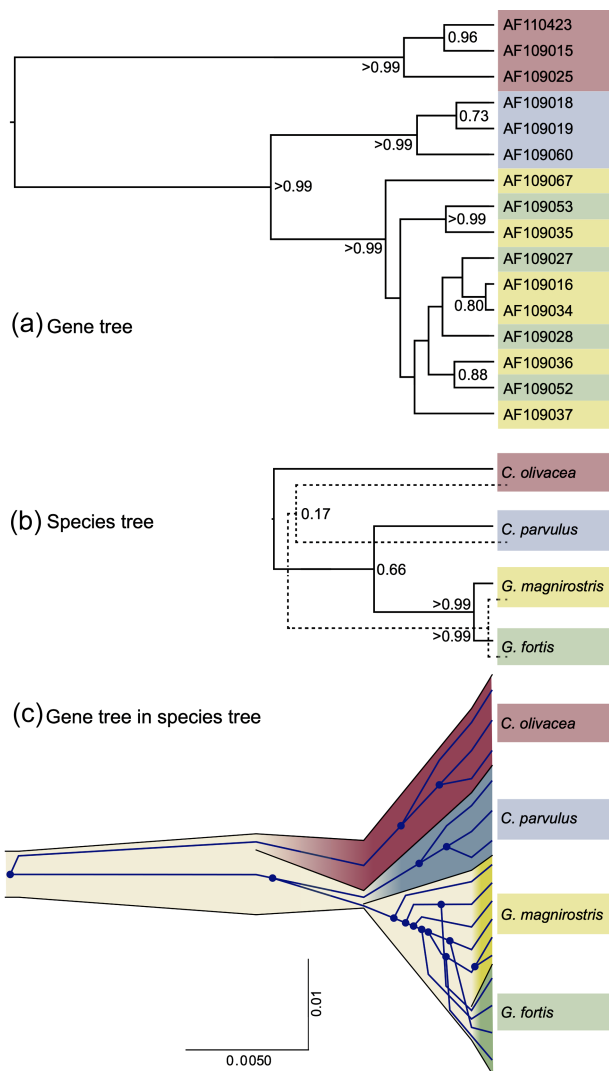 AF110423
0.96
AF109015
>0.99
AF109025
AF109018
0.73
AF109019
>0.99
AF109060
>0.99
AF109067
AF109053
>0.99
AF109035
>0.99
AF109027
AF109016
0.80
AF109034
(a) Gene tree
AF109028
AF109036
0.88
AF109052
AF109037
C. olivacea
0.17
(b) Species tree
C. parvulus
0.66
G. magnirostris
>0.99
>0.99
G. fortis
(c) Gene tree in species tree
C. olivacea
C. parvulus
G. magnirostris
0.01
G. fortis
0.0050